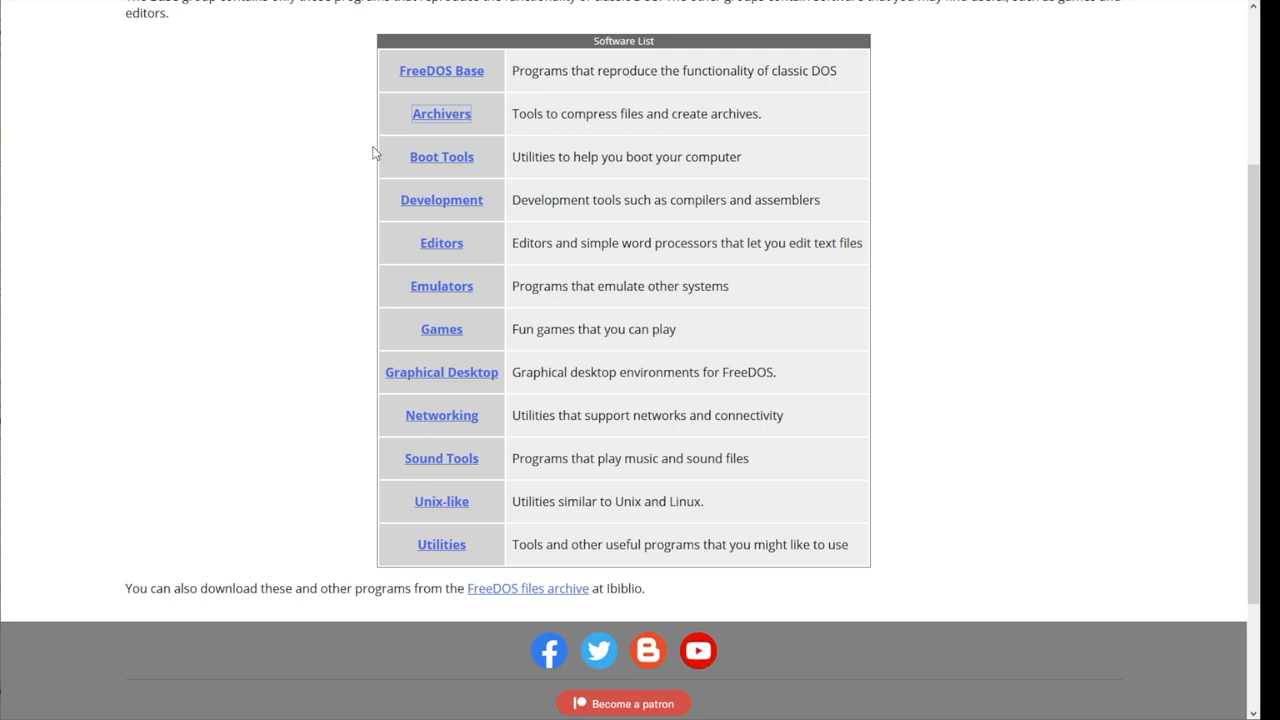 editors.
Software List
FreeDOS Base Programs that reproduce the functionality of classic DOS
Archivers Tools to compress files and create archives.
Boot Tools Utilities to help you boot your computer
Development Development tools such as compilers and assemblers
Editors Editors and simple word processors that let you edit text files
Emulators Programs that emulate other systems
Games Fun games that you can play
Graphical Desktop Graphical desktop environments for FreeDOS.
Networking Utilities that support networks and connectivity
Sound Tools Programs that play music and sound files
Unix-like Utilities similar to Unix and Linux.
Utilities Tools and other useful programs that you might like to use
You can also download these and other programs from the FreeDOS files archive at Ibiblio.
Become a patron